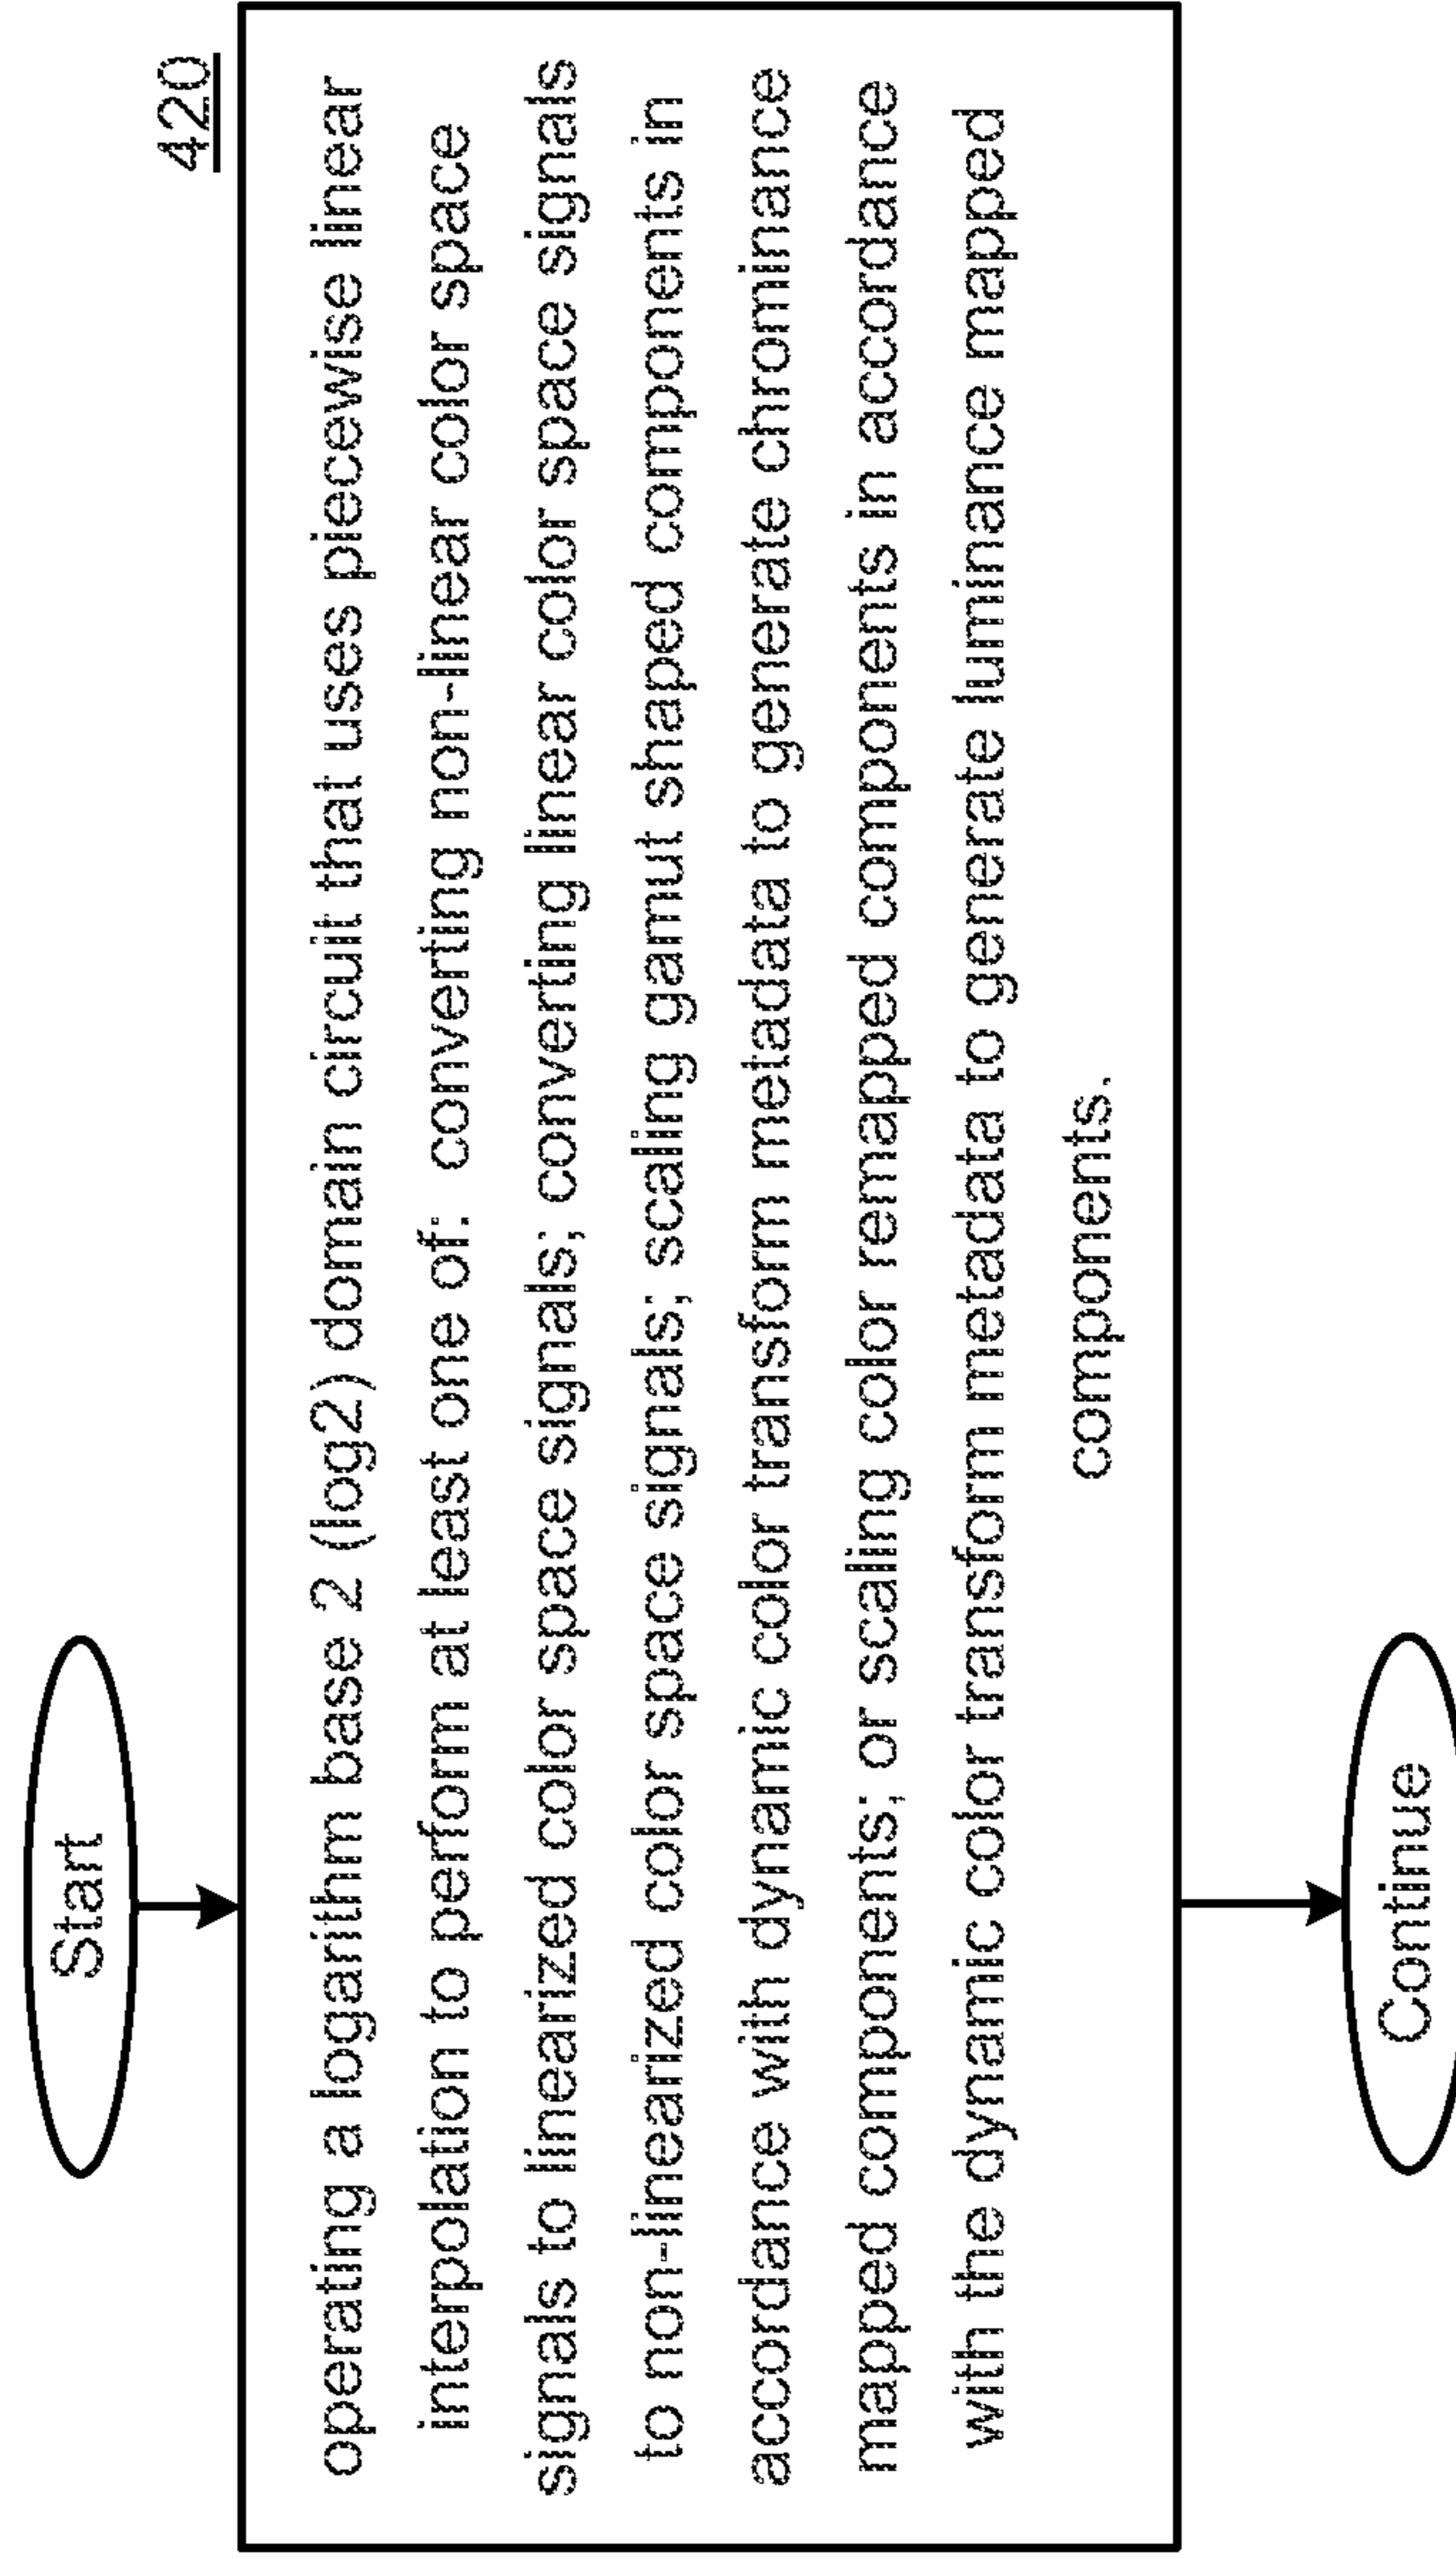 Start
420
operating a logarithm base 2 (log2) domain circuit that uses piecewise linear
interpolation to perform at least one of: converting non-linear color space
signals to linearized color space signals; converting linear color space signals
to non-linearized color space signals; scaling gamut shaped components in
accordance with dynamic color transform metadata to generate chrominance
mapped components; or scaling color remapped components in accordance
with the dynamic color transform metadata to generate luminance mapped
components.
Continue